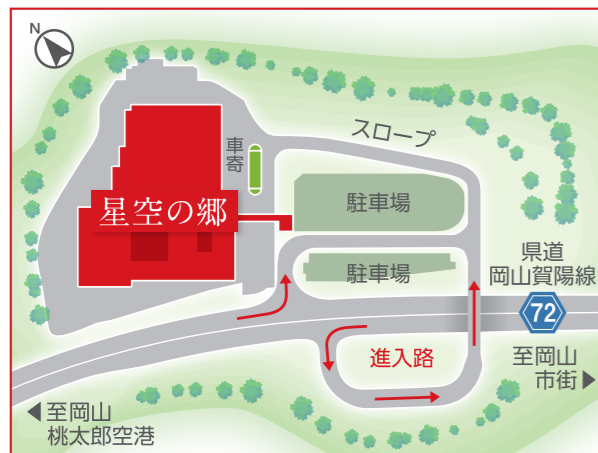 N
スロープ
車寄
星空の郷
駐車場
駐車場
県道
岡山賀陽線
72
進入路
至岡山
市街▶
◀至岡山
桃太郎空港